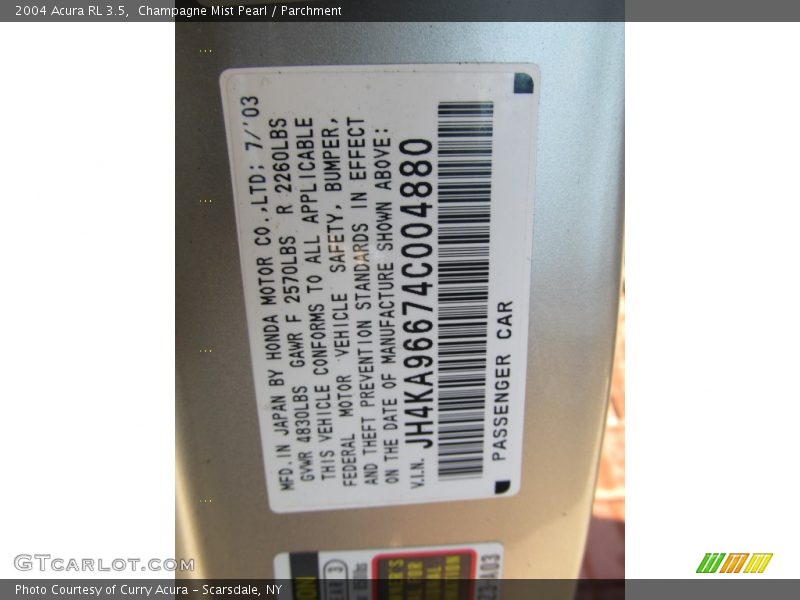 2004 Acura RL 3.5,  Champagne Mist Pearl / Parchment
MFD. IN JAPAN BY HONDA MOTOR CO.,LTD; 7/'03
GVWR 4830LBS GAWR F 2570LBS R 2260LBS
THIS VEHICLE CONFORMS TO ALL APPLICABLE
FEDERAL MOTOR VEHICLE SAFETY, BUMPER,
AND THEFT PREVENTION STANDARDS IN EFFECT
ON THE DATE OF MANUFACTURE SHOWN ABOVE:
V.I.N. JH4KA96674C004880
PASSENGER CAR
GTCARLOT.COM
Photo Courtesy of Curry Acura - Scarsdale, NY